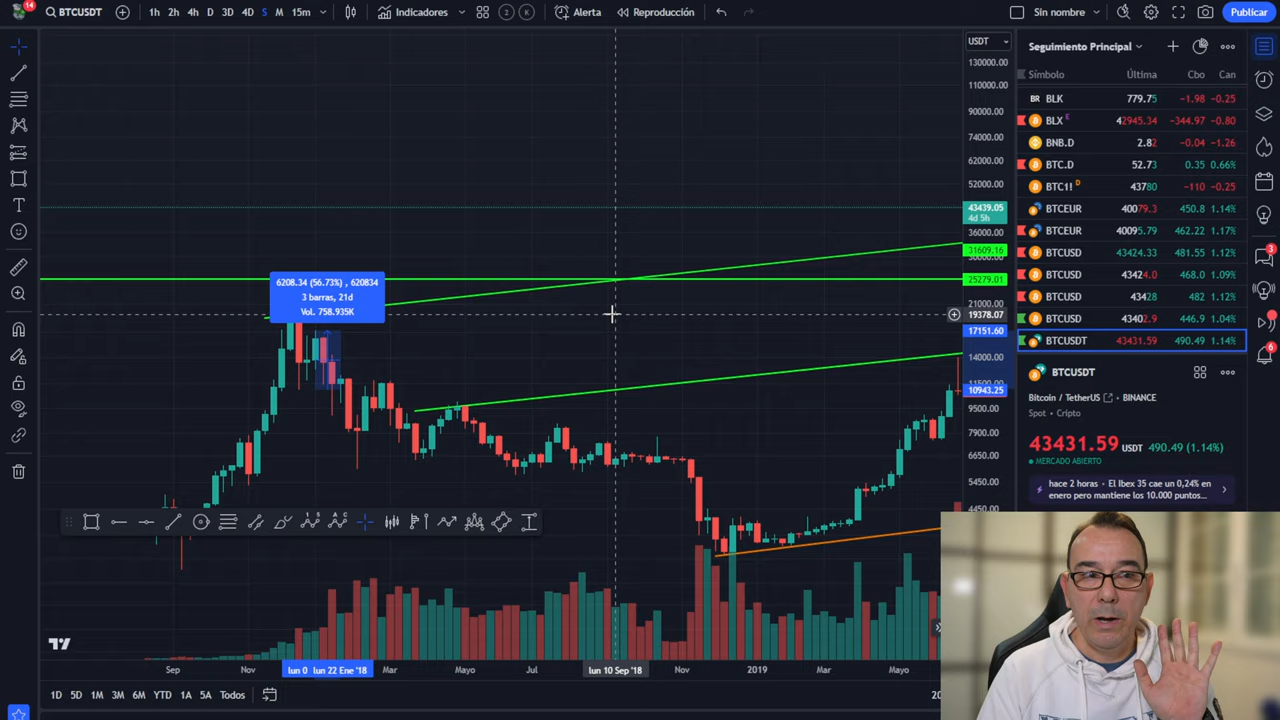 14
BTCUSDT
1h 2h 4h D 3D 4D S M 15m
Indicadores
2 K
Alerta
Reproducción
Sin nombre
Publicar
USDT
130000.00
110000.00
90000.00
74000.00
62000.00
52000.00
43439.05
4d 5h
36000.00
31609.16
25279.01
21000.00
19378.07
17151.60
14000.00
10943.25
9500.00
7900.00
6650.00
5450.00
4450.00
6208.34 (56.73%) , 620834
3 barras, 21d
Vol. 758.935K
Sep Nov lun 0 lun 22 Ene '18 Mar Mayo Jul lun 10 Sep '18 Nov 2019 Mar Mayo
1D 5D 1M 3M 6M YTD 1A 5A Todos
Seguimiento Principal
Símbolo Última Cbo Can
BR BLK 779.75 −1.98 −0.25
BLX E 42945.34 −344.97 −0.80
BNB.D 2.82 −0.04 −1.26
BTC.D 52.73 0.35 0.66%
BTC1! D 43780 −110 −0.25
BTCEUR 40079.3 450.8 1.14%
BTCEUR 40095.79 462.22 1.17%
BTCUSD 43424.33 481.55 1.12%
BTCUSD 43424.0 468.0 1.09%
BTCUSD 43428 482 1.12%
BTCUSD 43402.9 446.9 1.04%
BTCUSDT 43431.59 490.49 1.14%
BTCUSDT
Bitcoin / TetherUS • BINANCE
Spot • Cripto
43431.59 USDT 490.49 (1.14%)
MERCADO ABIERTO
hace 2 horas • El Ibex 35 cae un 0,24% en
enero pero mantiene los 10.000 puntos...
3
6